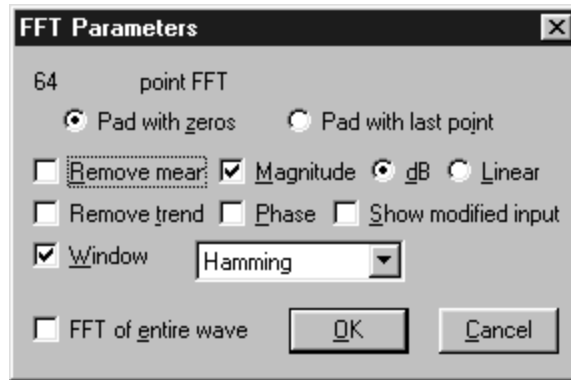 FFT Parameters
64 point FFT
Pad with zeros Pad with last point
Remove mear Magnitude dB Linear
Remove trend Phase Show modified input
Window Hamming
FFT of entire wave OK Cancel